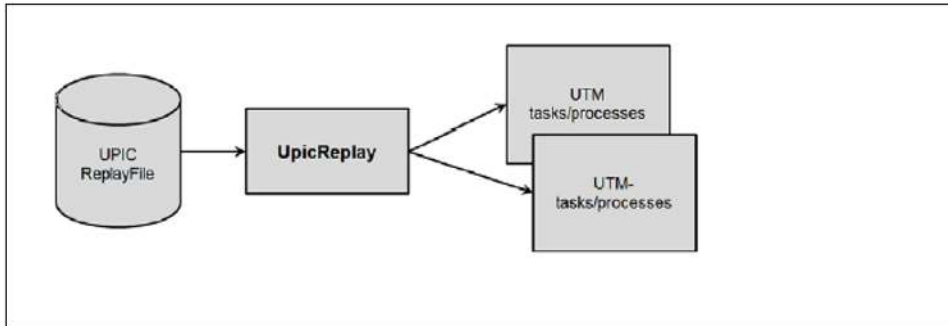 UPIC
ReplayFile
UpicReplay
UTM
tasks/processes
UTM-
tasks/processes